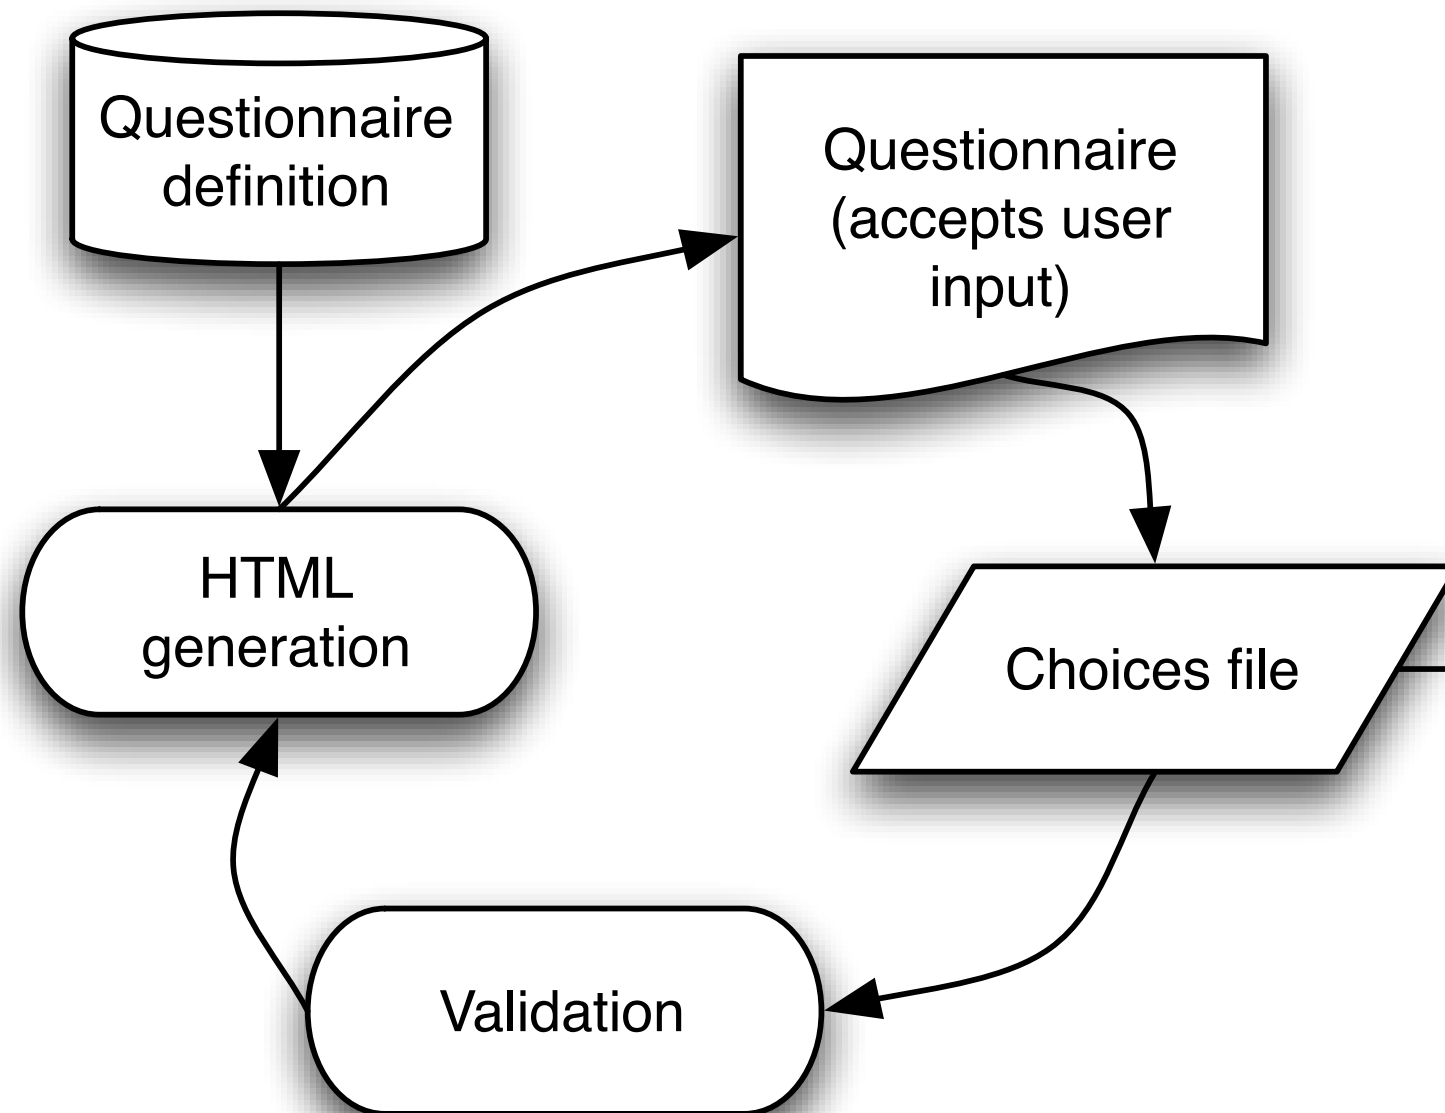 Questionnaire
definition
Questionnaire
(accepts user
input)
HTML
generation
Choices file
Validation